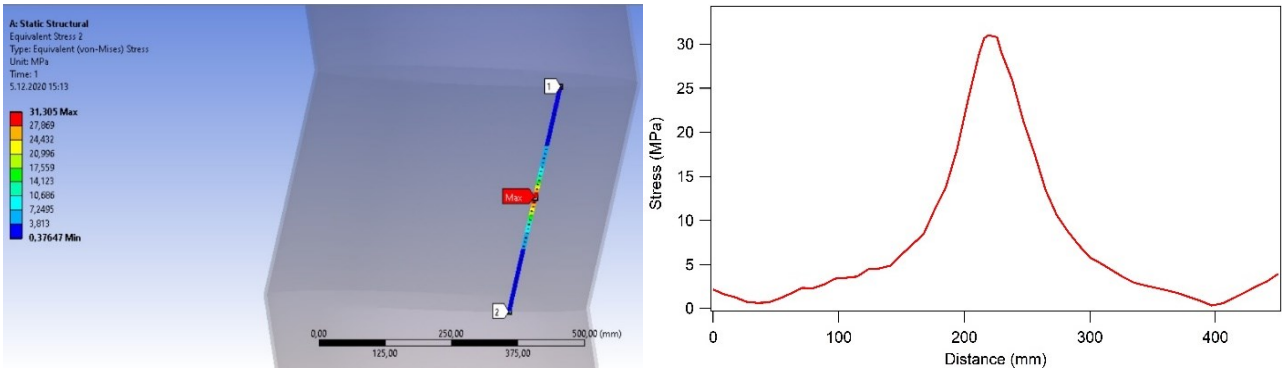 A: Static Structural
Equivalent Stress 2
Type: Equivalent (von-Mises) Stress
Unit: MPa
Time: 1
5.12.2020 15:13
31,305 Max
27,869
24,432
20,996
17,559
14,123
10,686
7,2495
3,813
0,37647 Min
1
Max
2
0,00
250,00
500,00 (mm)
125,00
375,00
Stress (MPa)
30
25
20
15
10
5
0
0
100
200
300
400
Distance (mm)